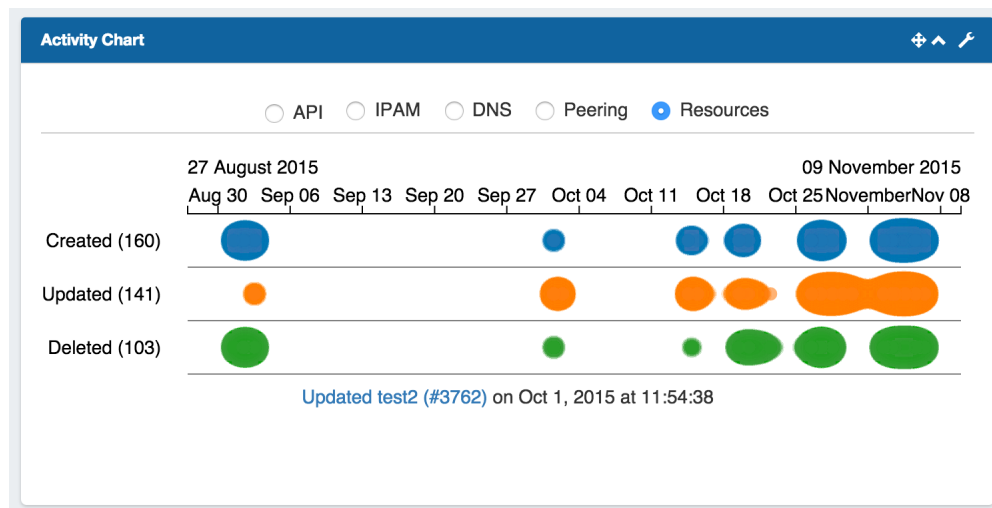 Activity Chart
API IPAM DNS Peering Resources
27 August 2015 09 November 2015
Aug 30 Sep 06 Sep 13 Sep 20 Sep 27 Oct 04 Oct 11 Oct 18 Oct 25 November Nov 08
Created (160)
Updated (141)
Deleted (103)
Updated test2 (#3762) on Oct 1, 2015 at 11:54:38